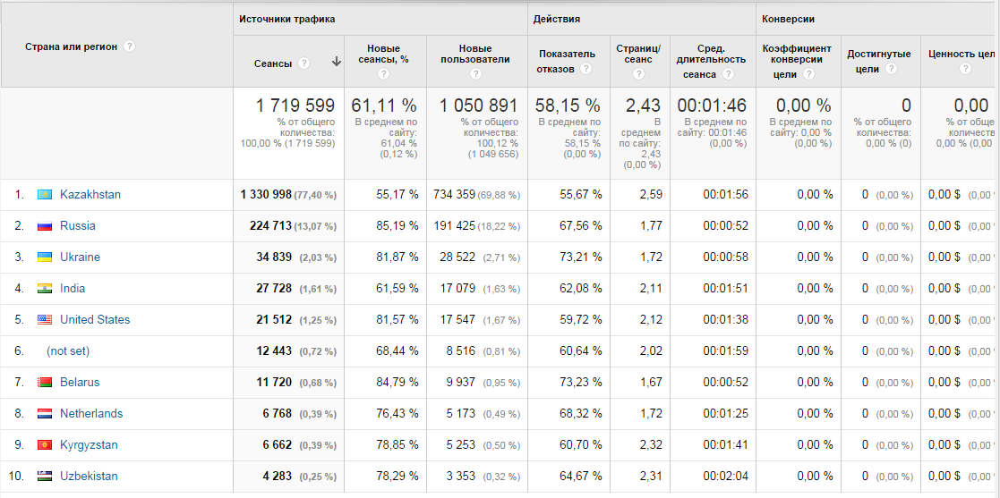 Страна или регион ?
Источники трафика
Действия
Конверсии
Сеансы ?
Новые сеансы, % ?
Новые пользователи ?
Показатель отказов ?
Страниц/ сеанс ?
Сред. длительность сеанса ?
Коэффициент конверсии цели ?
Достигнутые цели ?
Ценность цел ?
1 719 599 61,11 % 1 050 891 58,15 % 2,43 00:01:46 0,00 % 0 0,00
% от общего количества: 100,00 % (1 719 599)
В среднем по сайту: 61,04 % (0,12 %)
% от общего количества: 100,12 % (1 049 656)
В среднем по сайту: 58,15 % (0,00 %)
В среднем по сайту: 2,43 (0,00 %)
В среднем по сайту: 00:01:46 (0,00 %)
В среднем по сайту: 0,00 % (0,00 %)
% от общего количества: 0,00 % (0)
% от обще количества: 0,00 % (0,00
1. Kazakhstan 1 330 998 (77,40 %) 55,17 % 734 359 (69,88 %) 55,67 % 2,59 00:01:56 0,00 % 0 (0,00 %) 0,00 $ (0,00
2. Russia 224 713 (13,07 %) 85,19 % 191 425 (18,22 %) 67,56 % 1,77 00:00:52 0,00 % 0 (0,00 %) 0,00 $ (0,00
3. Ukraine 34 839 (2,03 %) 81,87 % 28 522 (2,71 %) 73,21 % 1,72 00:00:58 0,00 % 0 (0,00 %) 0,00 $ (0,00
4. India 27 728 (1,61 %) 61,59 % 17 079 (1,63 %) 62,08 % 2,11 00:01:51 0,00 % 0 (0,00 %) 0,00 $ (0,00
5. United States 21 512 (1,25 %) 81,57 % 17 547 (1,67 %) 59,72 % 2,12 00:01:38 0,00 % 0 (0,00 %) 0,00 $ (0,00
6. (not set) 12 443 (0,72 %) 68,44 % 8 516 (0,81 %) 60,64 % 2,02 00:01:59 0,00 % 0 (0,00 %) 0,00 $ (0,00
7. Belarus 11 720 (0,68 %) 84,79 % 9 937 (0,95 %) 73,23 % 1,67 00:00:52 0,00 % 0 (0,00 %) 0,00 $ (0,00
8. Netherlands 6 768 (0,39 %) 76,43 % 5 173 (0,49 %) 68,32 % 1,72 00:01:25 0,00 % 0 (0,00 %) 0,00 $ (0,00
9. Kyrgyzstan 6 662 (0,39 %) 78,85 % 5 253 (0,50 %) 60,70 % 2,32 00:01:41 0,00 % 0 (0,00 %) 0,00 $ (0,00
10. Uzbekistan 4 283 (0,25 %) 78,29 % 3 353 (0,32 %) 64,67 % 2,31 00:02:04 0,00 % 0 (0,00 %) 0,00 $ (0,00